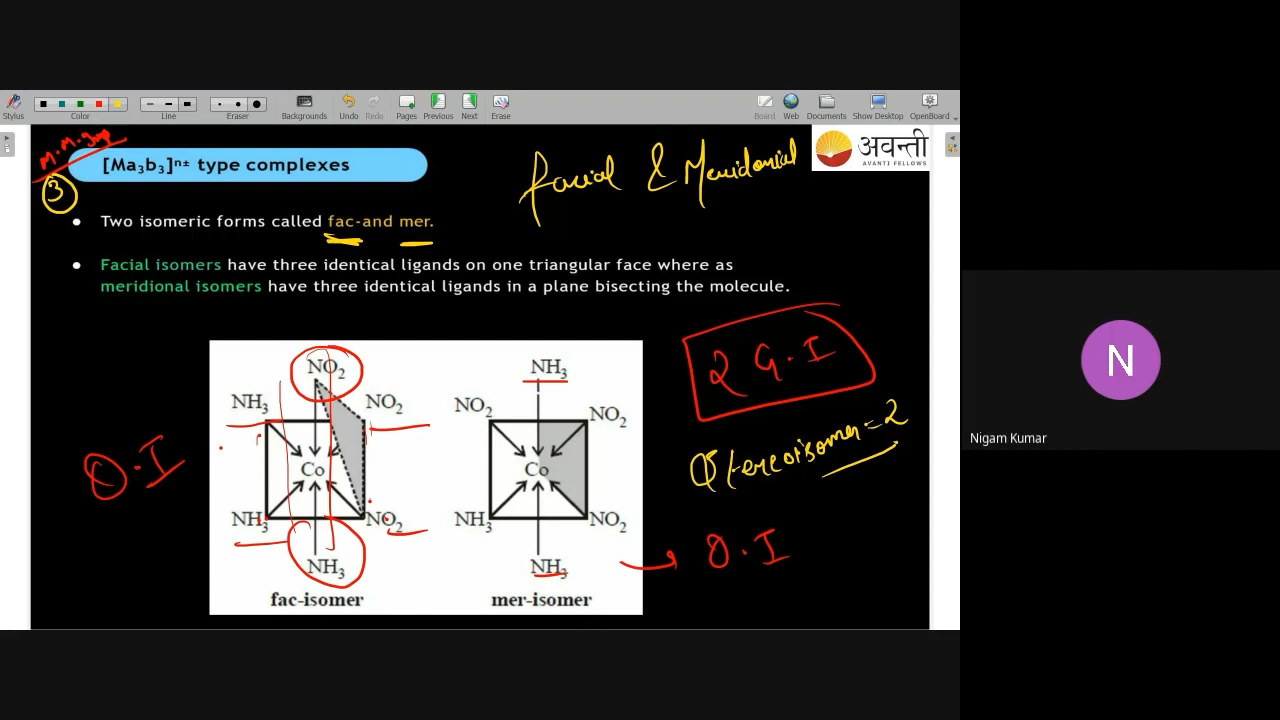 Stylus
Color
Line
Eraser
Backgrounds
Undo
Redo
Pages
Previous
Next
Erase
Board
Web
Documents
Show Desktop
OpenBoard
[Ma₃b₃]ⁿ± type complexes
3
facial & Meridonial
अवन्ती
AVANTI FELLOWS
• Two isomeric forms called fac-and mer.
• Facial isomers have three identical ligands on one triangular face where as
meridional isomers have three identical ligands in a plane bisecting the molecule.
NO₂
NH₃
NO₂
Co
NH₃
NO₂
NH₃
fac-isomer
NH₃
NO₂
NO₂
Co
NH₃
NO₂
NH₃
mer-isomer
2 G.I
Stereoisomer = 2
O.I
O.I
N
Nigam Kumar